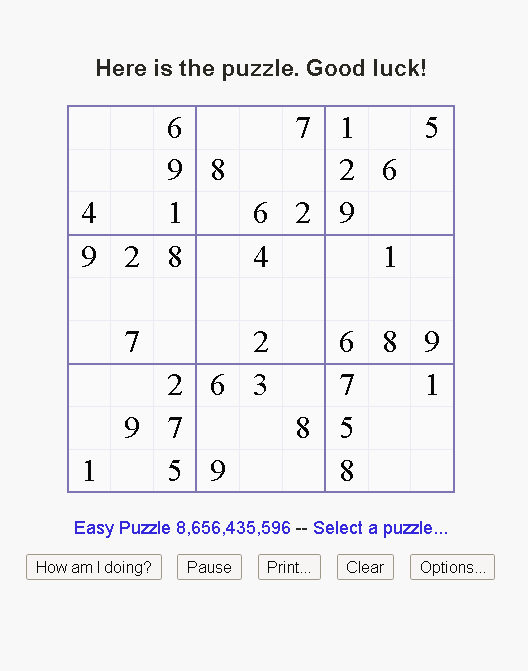 Here is the puzzle. Good luck!
6 7 1 5
9 8 2 6
4 1 6 2 9
9 2 8 4 1
7 2 6 8 9
2 6 3 7 1
9 7 8 5
1 5 9 8
Easy Puzzle 8,656,435,596 -- Select a puzzle...
How am I doing? Pause Print... Clear Options...